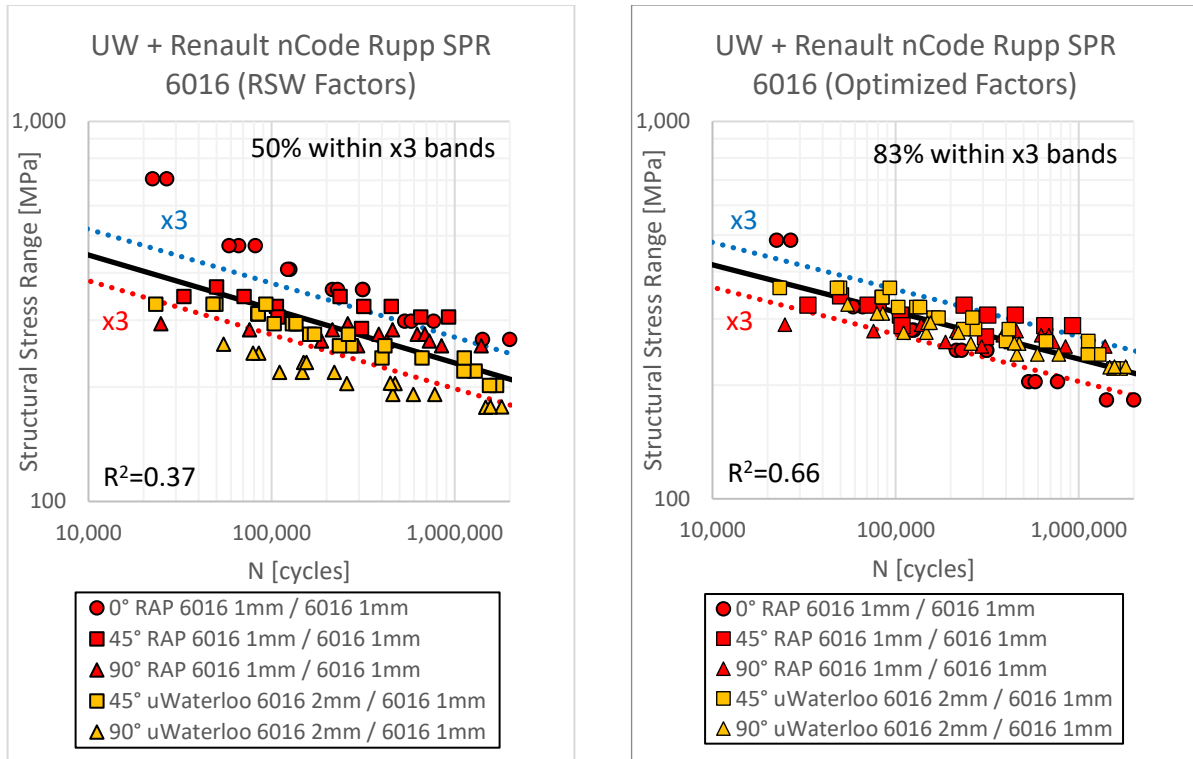 UW + Renault nCode Rupp SPR
6016 (RSW Factors)
Structural Stress Range [MPa]
1,000
100
50% within x3 bands
x3
x3
R²=0.37
10,000 100,000 1,000,000
N [cycles]
0° RAP 6016 1mm / 6016 1mm
45° RAP 6016 1mm / 6016 1mm
90° RAP 6016 1mm / 6016 1mm
45° uWaterloo 6016 2mm / 6016 1mm
90° uWaterloo 6016 2mm / 6016 1mm
UW + Renault nCode Rupp SPR
6016 (Optimized Factors)
Structural Stress Range [MPa]
1,000
100
83% within x3 bands
x3
x3
R²=0.66
10,000 100,000 1,000,000
N [cycles]
0° RAP 6016 1mm / 6016 1mm
45° RAP 6016 1mm / 6016 1mm
90° RAP 6016 1mm / 6016 1mm
45° uWaterloo 6016 2mm / 6016 1mm
90° uWaterloo 6016 2mm / 6016 1mm